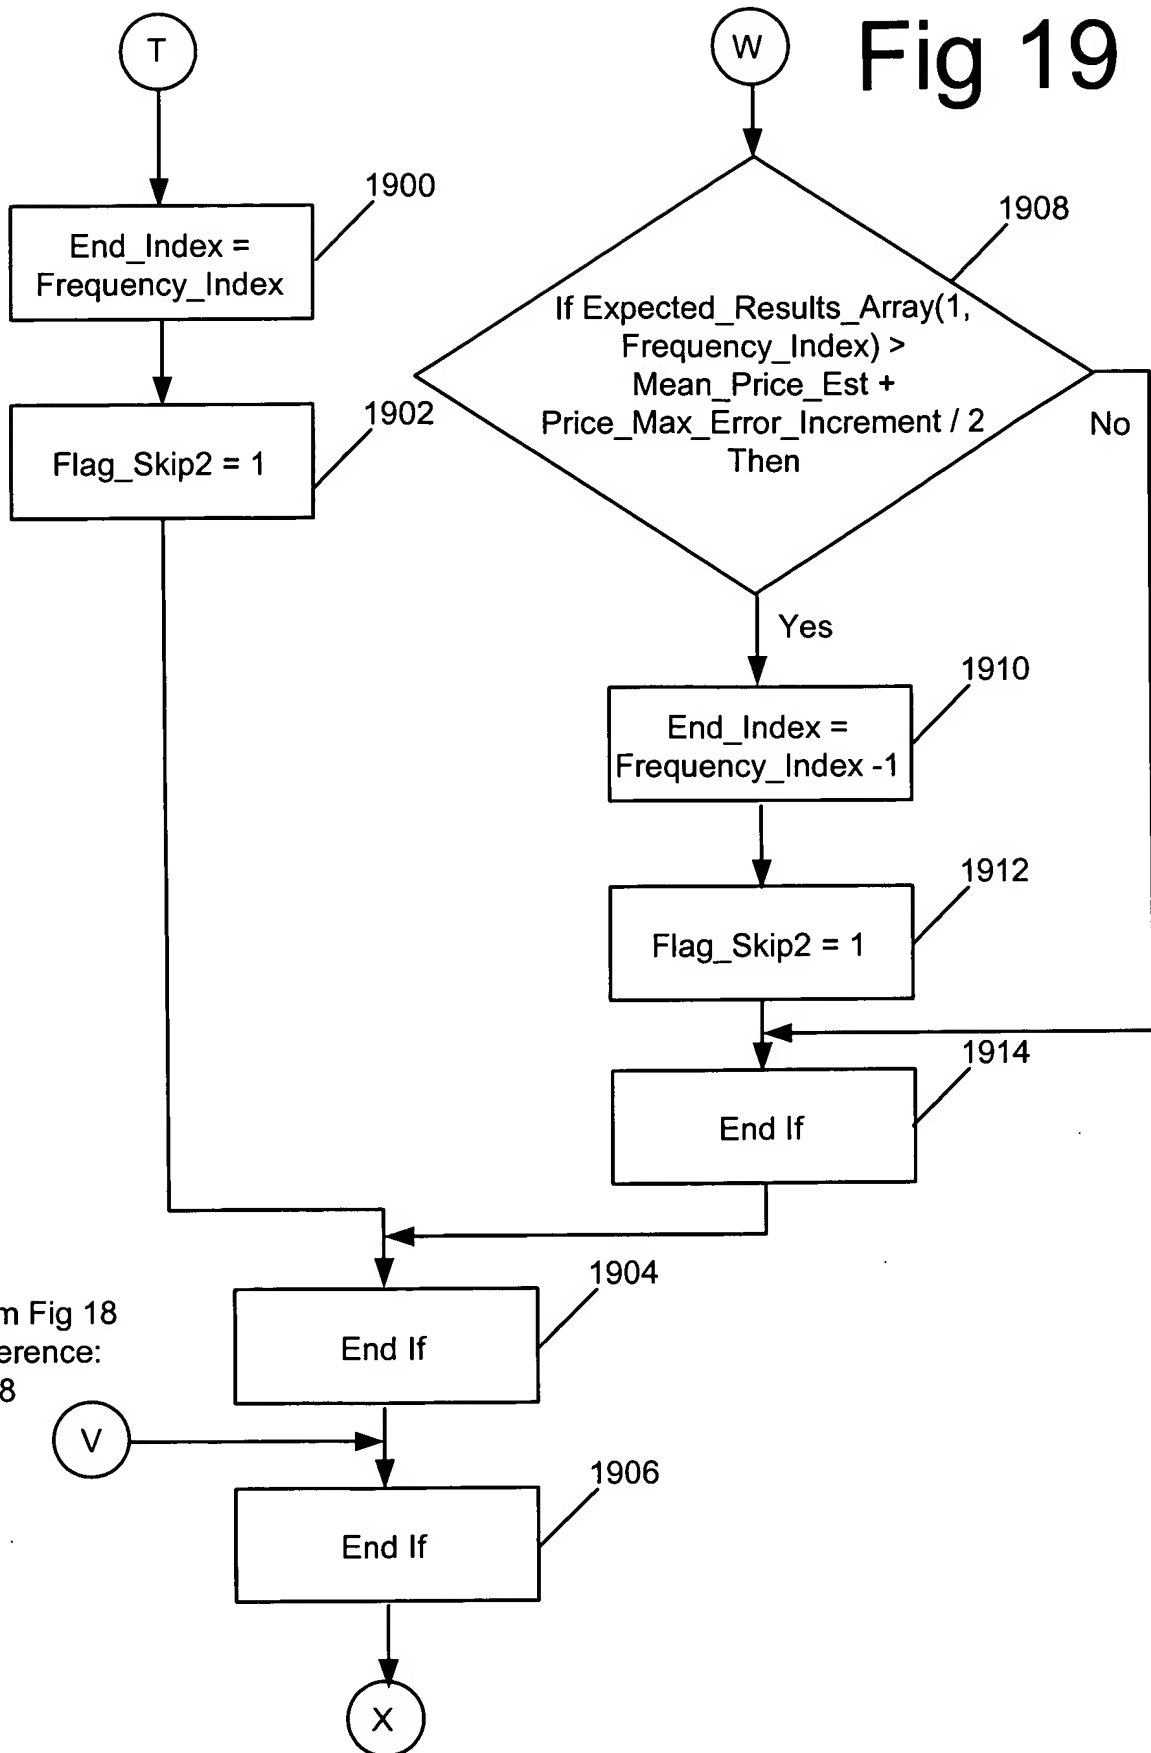 Fig 19
T
W
1900
End_Index =
Frequency_Index
1902
Flag_Skip2 = 1
1908
If Expected_Results_Array(1,
Frequency_Index) >
Mean_Price_Est +
Price_Max_Error_Increment / 2
Then
No
Yes
1910
End_Index =
Frequency_Index -1
1912
Flag_Skip2 = 1
1914
End If
1904
End If
Fig 18
8
V
1906
End If
X